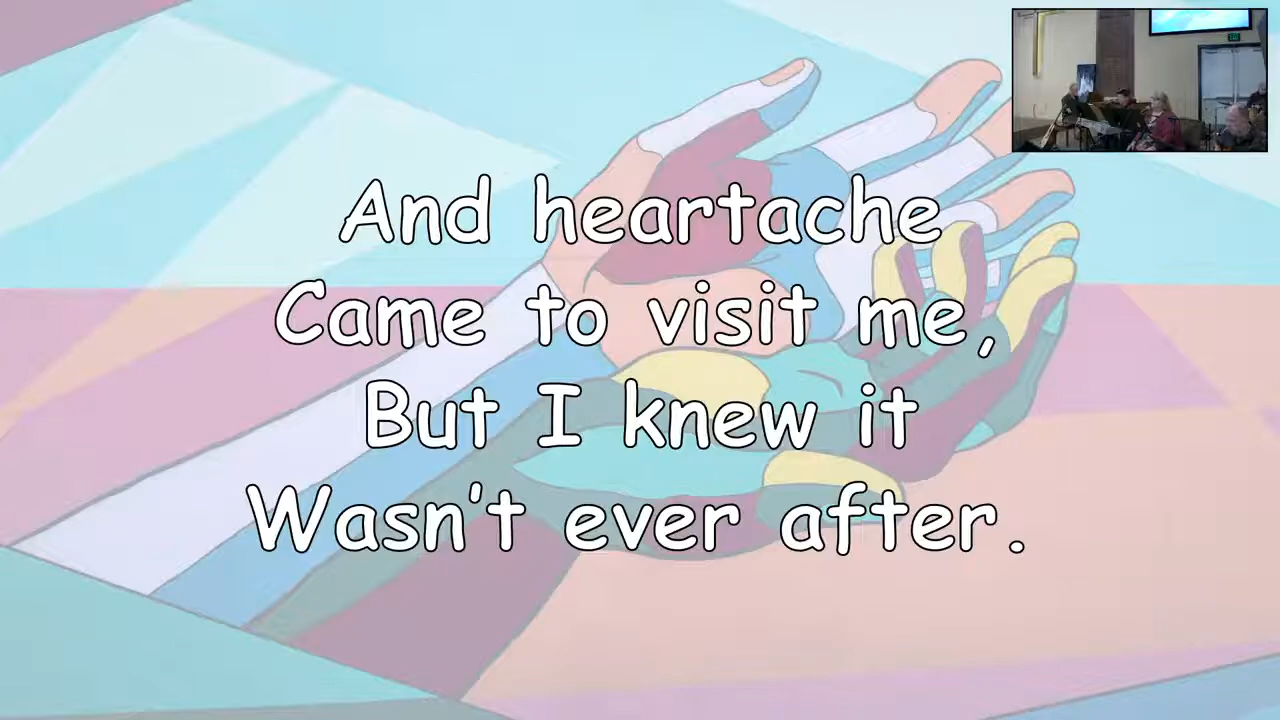 And heartache
Came to visit me,
But I knew it
Wasn't ever after.